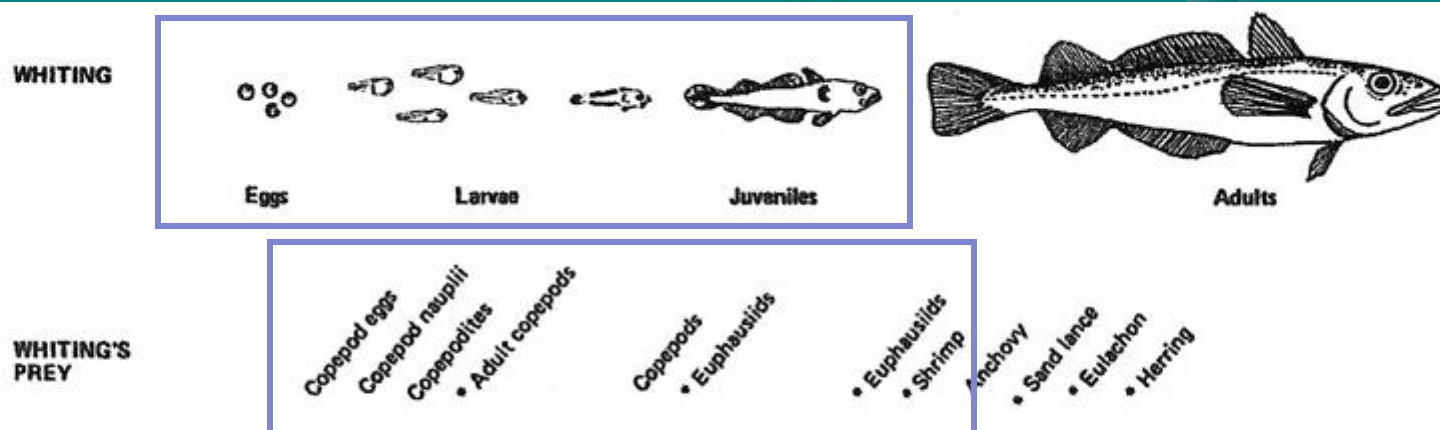 WHITING
Eggs
Larvae
Juveniles
Adults
WHITING'S
PREY
Copepod eggs
Copepod nauplii
Copepodites
• Adult copepods
Copepods
• Euphausiids
• Euphausiids
• Shrimp
Anchovy
• Sand lance
• Eulachon
• Herring